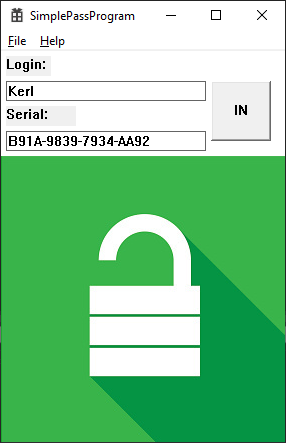 SimplePassProgram
File Help
Login:
Kerl
IN
Serial:
B91A-9839-7934-AA92